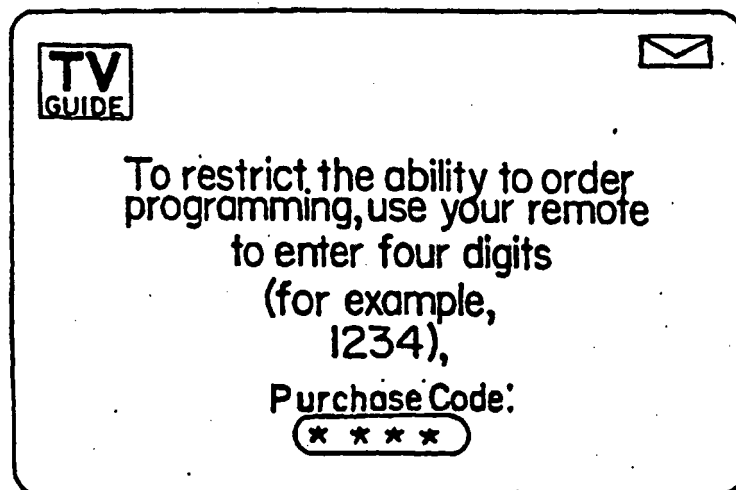 TV
GUIDE
To restrict the ability to order
programming, use your remote
to enter four digits
(for example,
1234),
Purchase Code:
* * * *